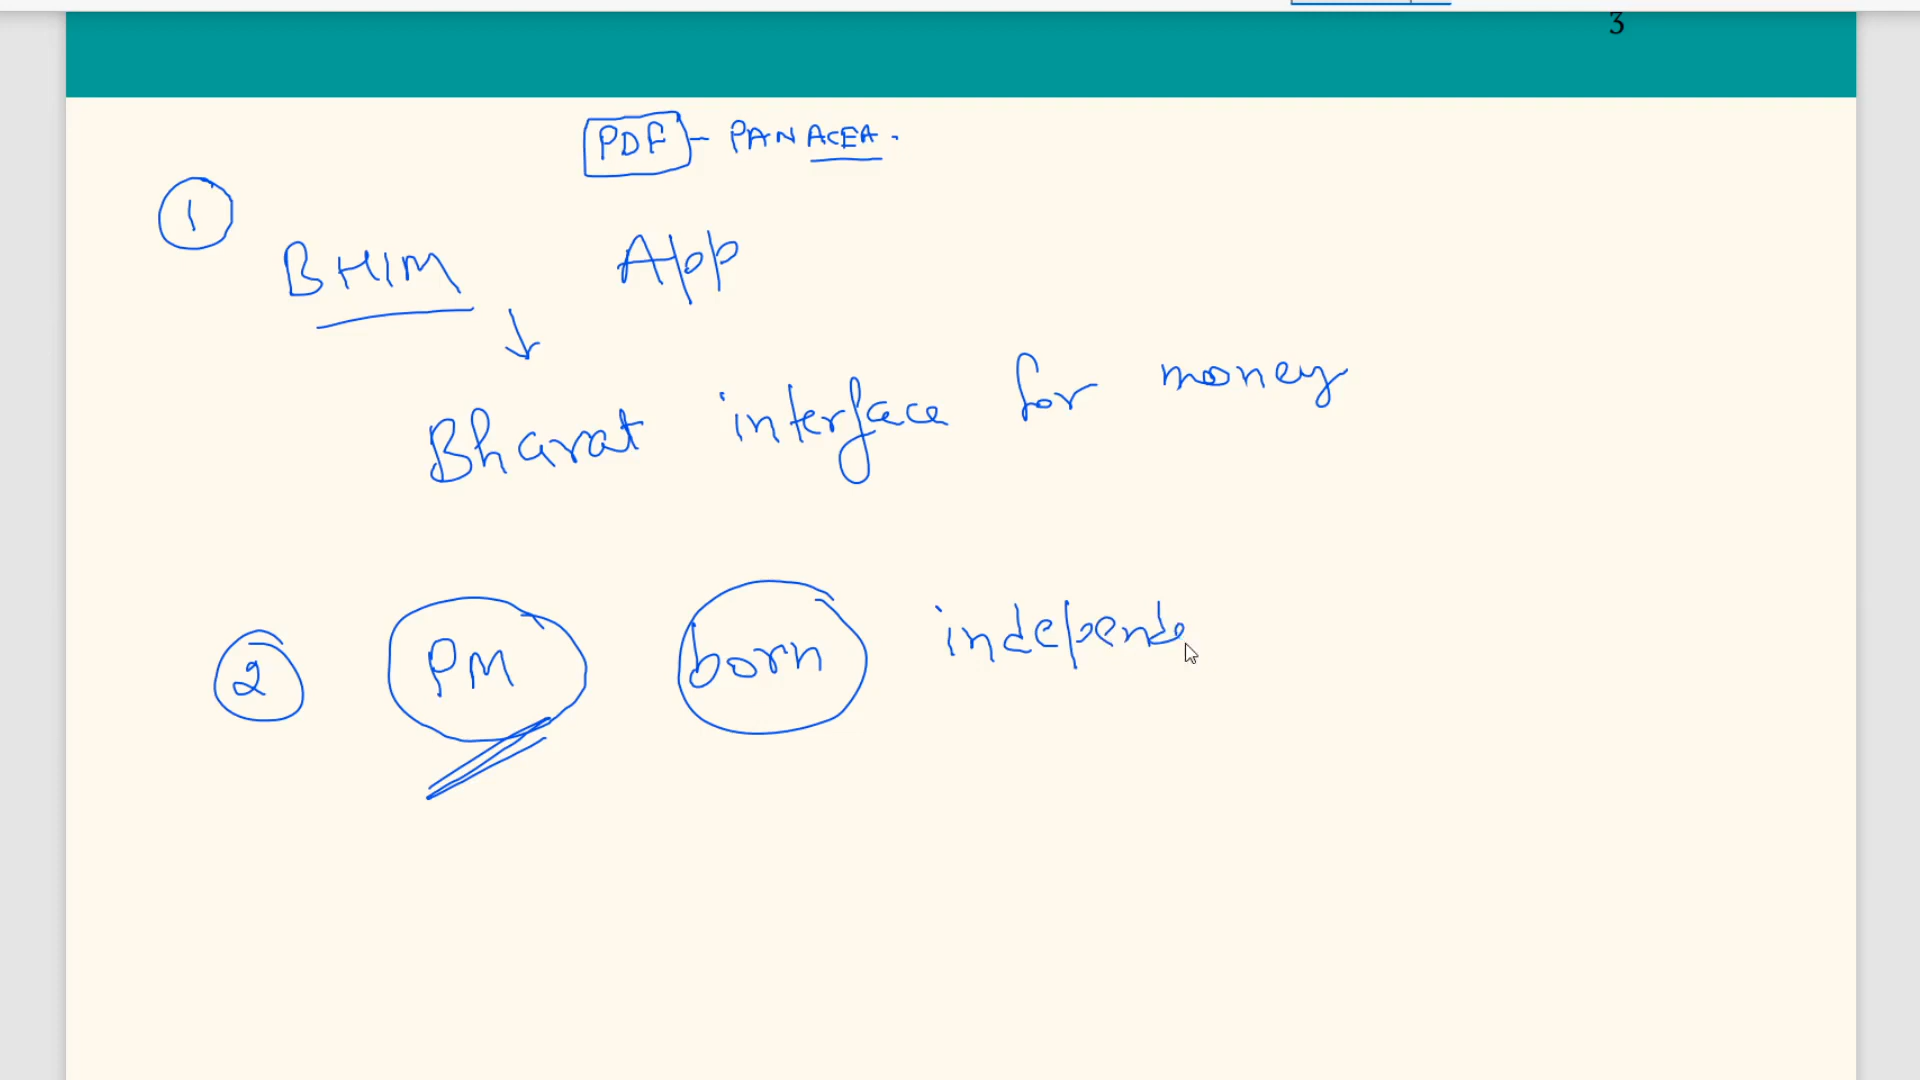 3
PDF - PANACEA.
1
BHIM App
Bharat interface for money
2 PM born independe